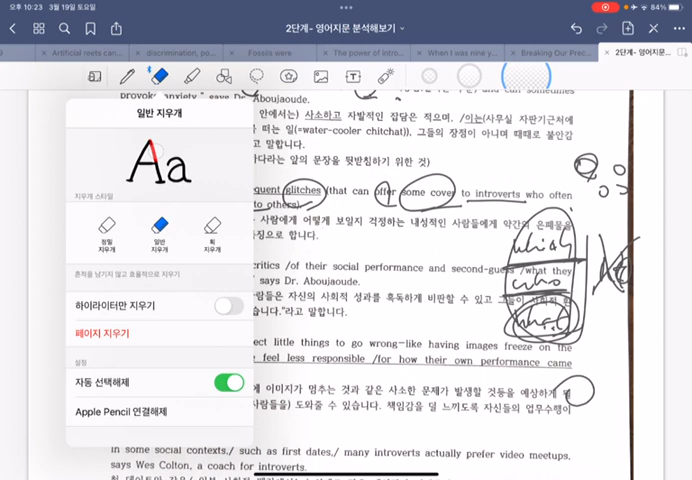 오후 10:23 3월 19일 토요일
84%
2단계- 영어지문 분석해보기
Artificial reets can...
discrimination, po...
Fossils were
The power of intro...
When I was nine y...
Breaking Our Prec...
2단계- 영어지문...
provoke anxiety," says Dr. Aboujaoude.
일반 지우개
안에서는) 사소하고 자발적인 잡담은 적으며, /이는(사무실 자판기근처에
떠는 일(=water-cooler chitchat)), 그들의 장점이 아니며 때때로 불안감
고 말합니다.
Aa
하다라는 앞의 문장을 뒷받침하기 위한 것)
equent glitches (that can offer some cover to introverts who often
to others).
지우개 스타일
사람에게 어떻게 보일지 걱정하는 내성적인 사람들에게 약간의 은폐물을
정밀 지우개
일반 지우개
획 지우개
징으로 합니다.
which
who
that
critics /of their social performance and second-guess /what they
흔적을 남기지 않고 효율적으로 지우기
says Dr. Aboujaoude.
하이라이터만 지우기
람들은 자신의 사회적 성과를 혹독하게 비판할 수 있고 그들이 사회적 인
습니다."라고 말합니다.
페이지 지우기
ect little things to go wrong-like having images freeze on the
feel less responsible /for how their own performance came
설정
자동 선택해제
에 이미지가 멈추는 것과 같은 사소한 문제가 발생할 것등을 예상하게 될
사람들을) 도와줄 수 있습니다. 책임감을 덜 느끼도록 자신들의 업무수행이
Apple Pencil 연결해제
In some social contexts,/ such as first dates,/ many introverts actually prefer video meetups,
says Wes Colton, a coach for introverts.